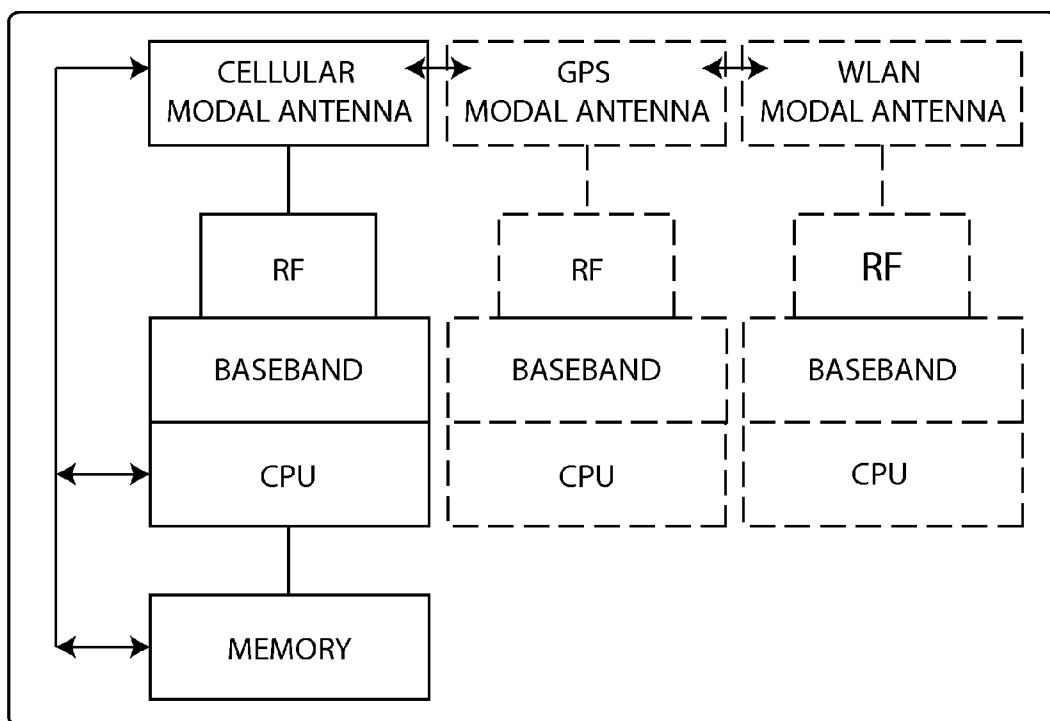 CELLULAR
MODAL ANTENNA
GPS
MODAL ANTENNA
WLAN
MODAL ANTENNA
RF
RF
RF
BASEBAND
BASEBAND
BASEBAND
CPU
CPU
CPU
MEMORY